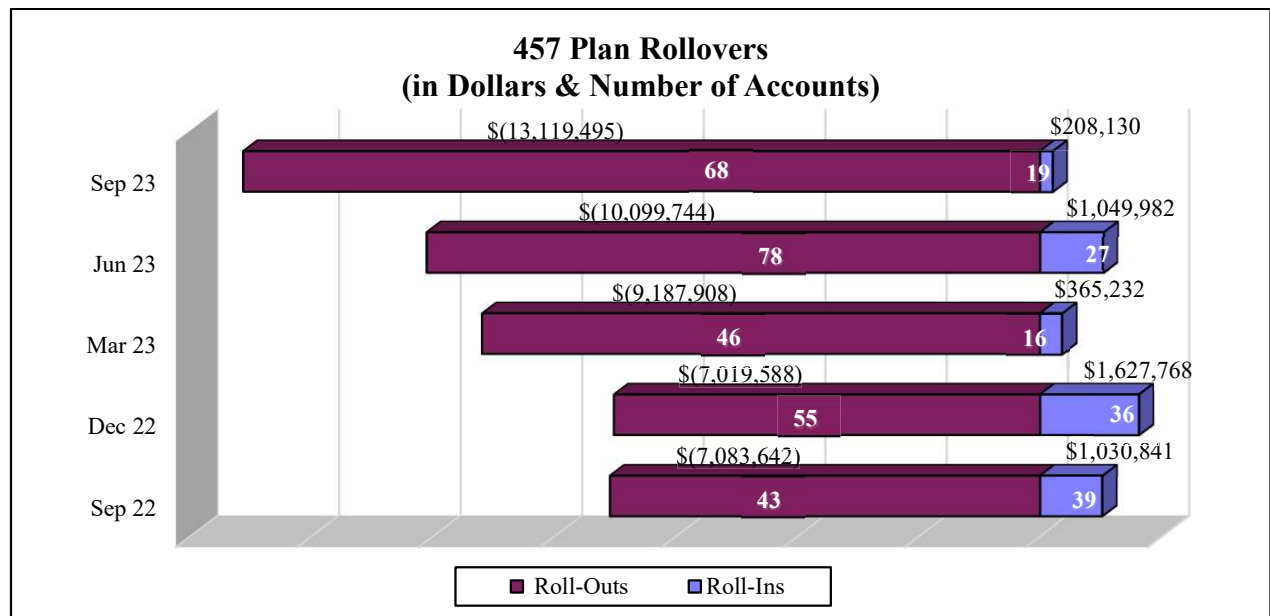 457 Plan Rollovers
(in Dollars & Number of Accounts)
$(13,119,495) $208,130
Sep 23 68 19
$(10,099,744) $1,049,982
Jun 23 78 27
$(9,187,908) $365,232
Mar 23 46 16
$(7,019,588) $1,627,768
Dec 22 55 36
$(7,083,642) $1,030,841
Sep 22 43 39
Roll-Outs Roll-Ins